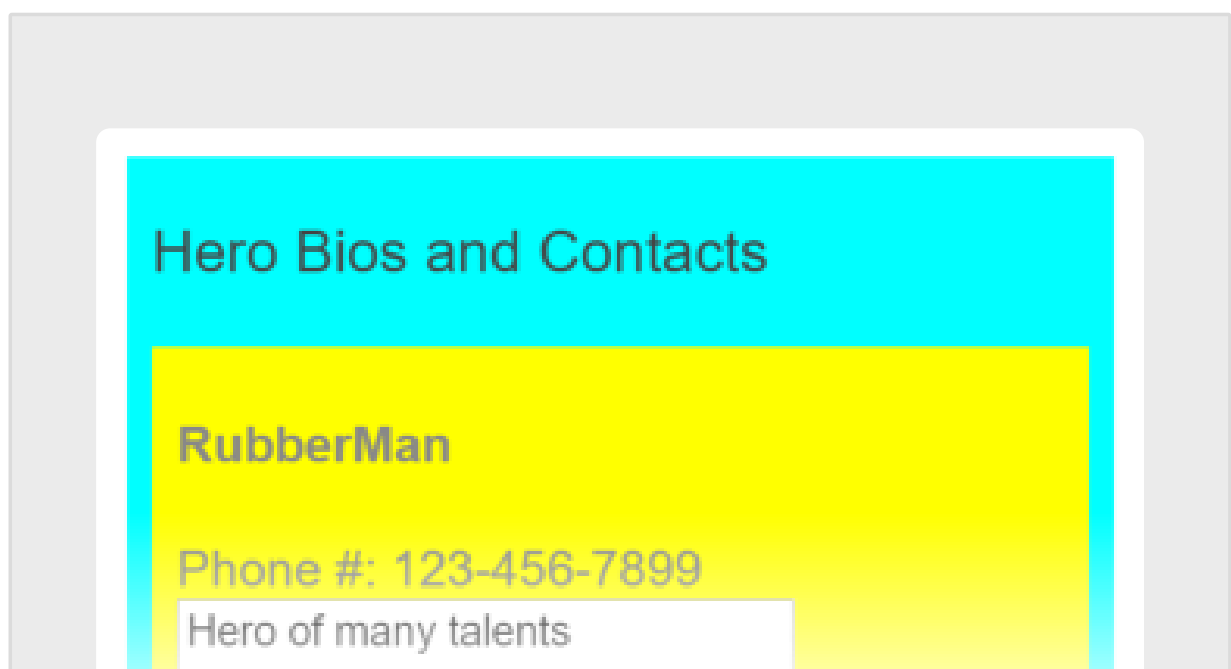 Hero Bios and Contacts
RubberMan
Phone #: 123-456-7899
Hero of many talents